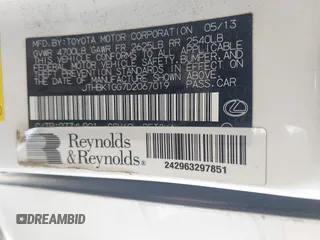 MFD. BY: TOYOTA MOTOR CORPORATION 05/13
GVWR 4700LB GAWR FR 2625LB RR 2540LB
THIS VEHICLE CONFORMS TO ALL APPLICABLE
FEDERAL MOTOR VEHICLE SAFETY, BUMPER, AND
THEFT PREVENTION STANDARDS IN EFFECT ON
THE DATE OF MANUFACTURE SHOWN ABOVE.
JTHBK1GG7D2067019 PASS.CAR
Reynolds
& Reynolds®
242963297851
DREAMBID